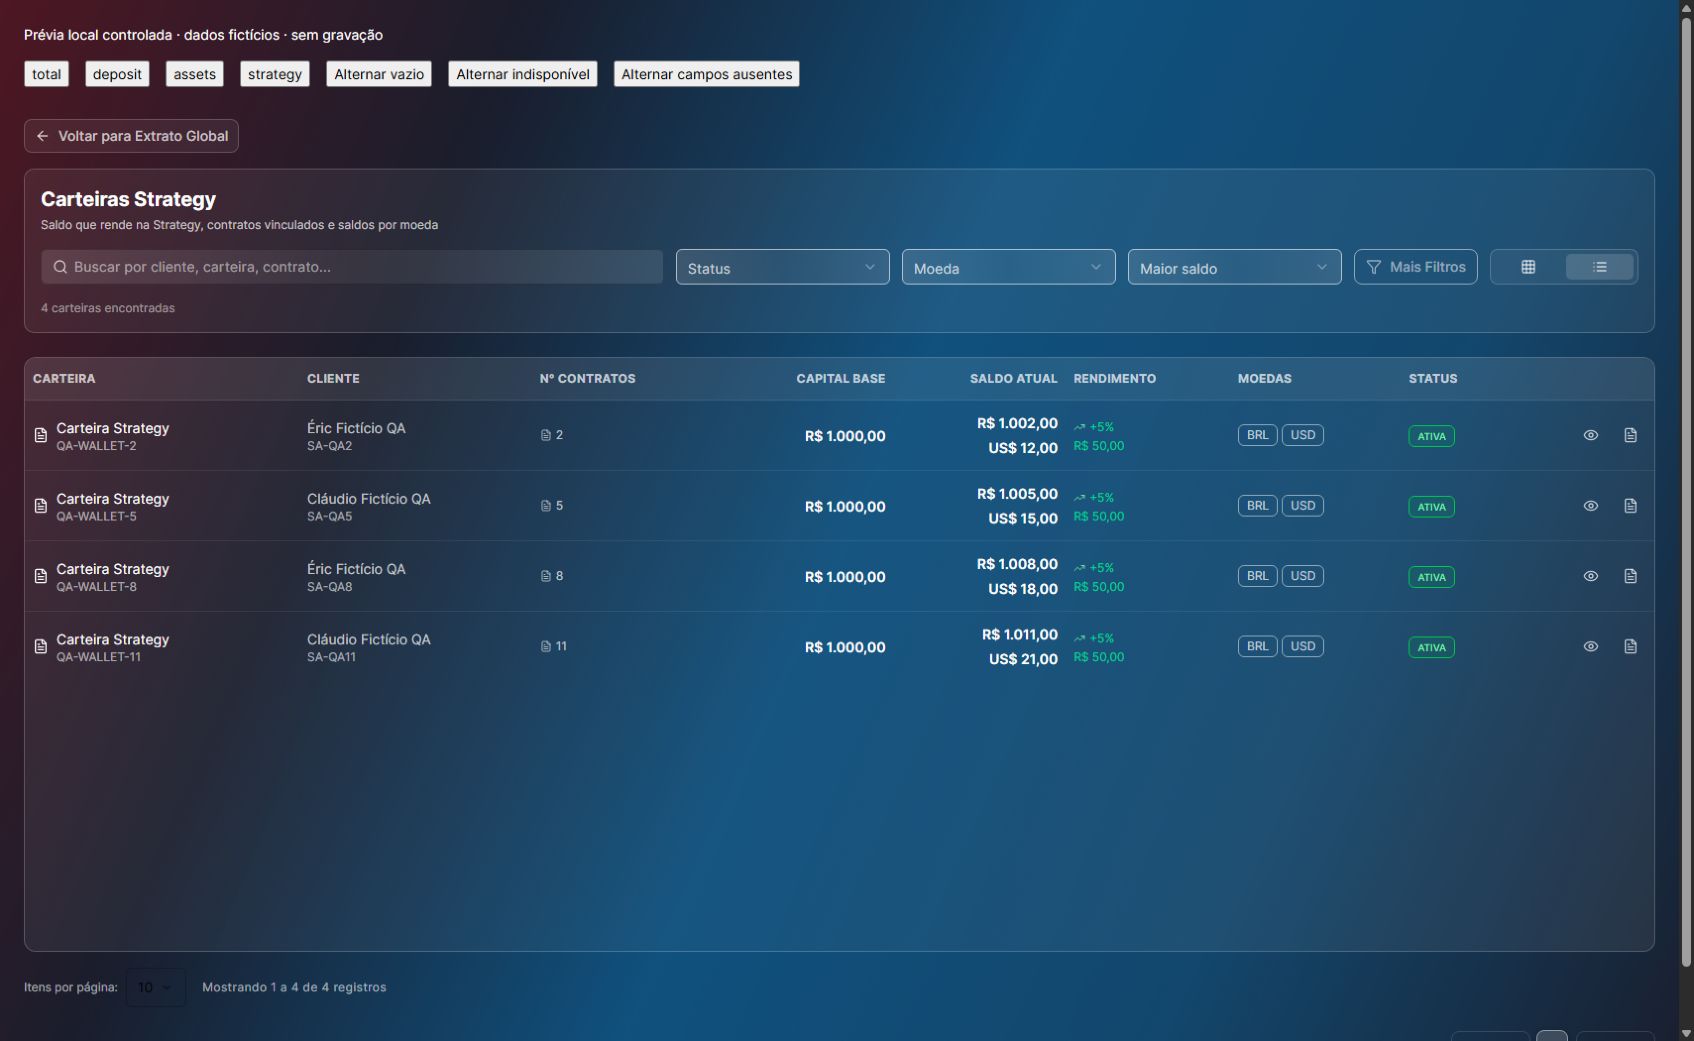 Prévia local controlada · dados fictícios · sem gravação
total deposit assets strategy Alternar vazio Alternar indisponível Alternar campos ausentes
Voltar para Extrato Global
Carteiras Strategy
Saldo que rende na Strategy, contratos vinculados e saldos por moeda
Buscar por cliente, carteira, contrato... Status Moeda Maior saldo Mais Filtros
4 carteiras encontradas
CARTEIRA CLIENTE Nº CONTRATOS CAPITAL BASE SALDO ATUAL RENDIMENTO MOEDAS STATUS
Carteira Strategy Éric Fictício QA 2 R$ 1.000,00 R$ 1.002,00 +5% BRL USD ATIVA
QA-WALLET-2 SA-QA2 US$ 12,00 R$ 50,00
Carteira Strategy Cláudio Fictício QA 5 R$ 1.000,00 R$ 1.005,00 +5% BRL USD ATIVA
QA-WALLET-5 SA-QA5 US$ 15,00 R$ 50,00
Carteira Strategy Éric Fictício QA 8 R$ 1.000,00 R$ 1.008,00 +5% BRL USD ATIVA
QA-WALLET-8 SA-QA8 US$ 18,00 R$ 50,00
Carteira Strategy Cláudio Fictício QA 11 R$ 1.000,00 R$ 1.011,00 +5% BRL USD ATIVA
QA-WALLET-11 SA-QA11 US$ 21,00 R$ 50,00
Itens por página: 10 Mostrando 1 a 4 de 4 registros